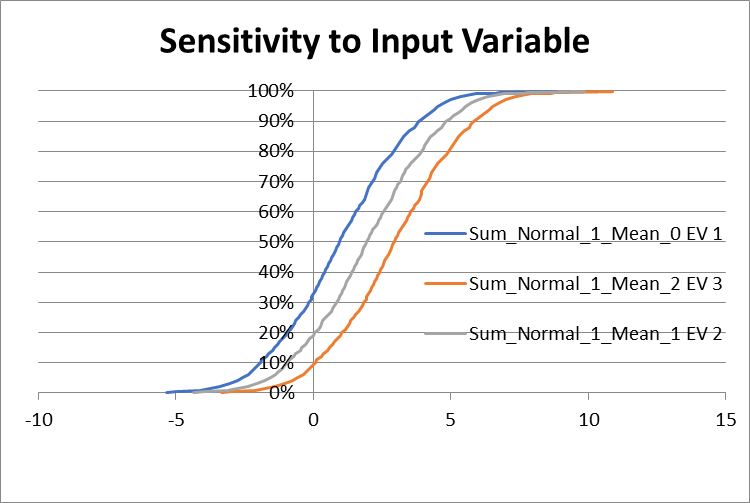 Sensitivity to Input Variable
100%
90%
80%
70%
60%
50%
40%
30%
20%
10%
0%
Sum_Normal_1_Mean_0 EV 1
Sum_Normal_1_Mean_2 EV 3
Sum_Normal_1_Mean_1 EV 2
-10 -5 0 5 10 15